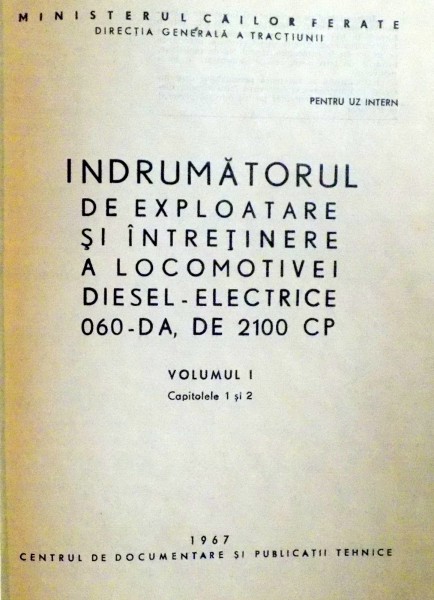 MINISTERUL CĂILOR FERATE
DIRECȚIA GENERALĂ A TRACȚIUNII
PENTRU UZ INTERN
INDRUMĂTORUL
DE EXPLOATARE
ȘI ÎNTREȚINERE
A LOCOMOTIVEI
DIESEL-ELECTRICE
060-DA, DE 2100 CP
VOLUMUL I
Capitolele 1 și 2
1967
CENTRUL DE DOCUMENTARE ȘI PUBLICAȚII TEHNICE